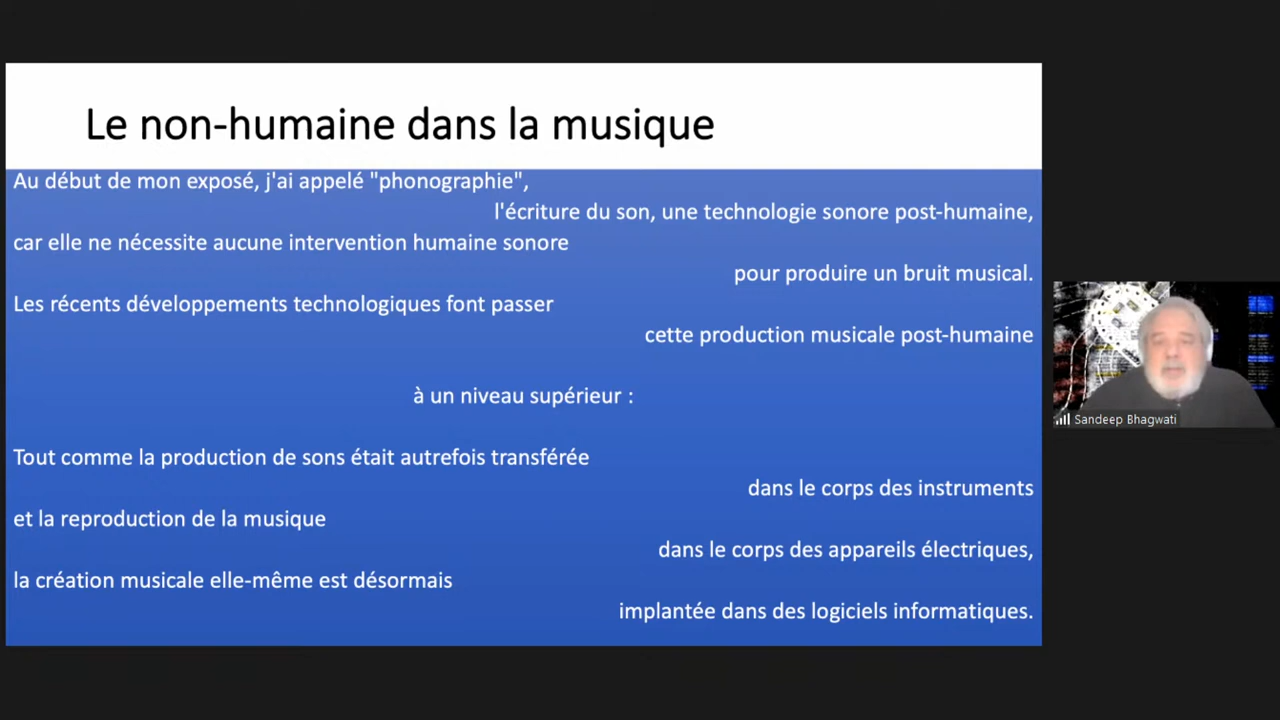 Le non-humaine dans la musique
Au début de mon exposé, j'ai appelé "phonographie",
l'écriture du son, une technologie sonore post-humaine,
car elle ne nécessite aucune intervention humaine sonore
pour produire un bruit musical.
Les récents développements technologiques font passer
cette production musicale post-humaine
à un niveau supérieur :
Tout comme la production de sons était autrefois transférée
dans le corps des instruments
et la reproduction de la musique
dans le corps des appareils électriques,
la création musicale elle-même est désormais
implantée dans des logiciels informatiques.
Sandeep Bhagwati